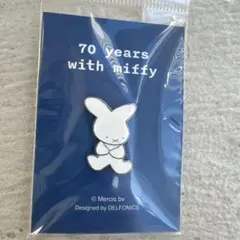 70 years
with miffy
© Mercis bv
Designed by DELFONICS